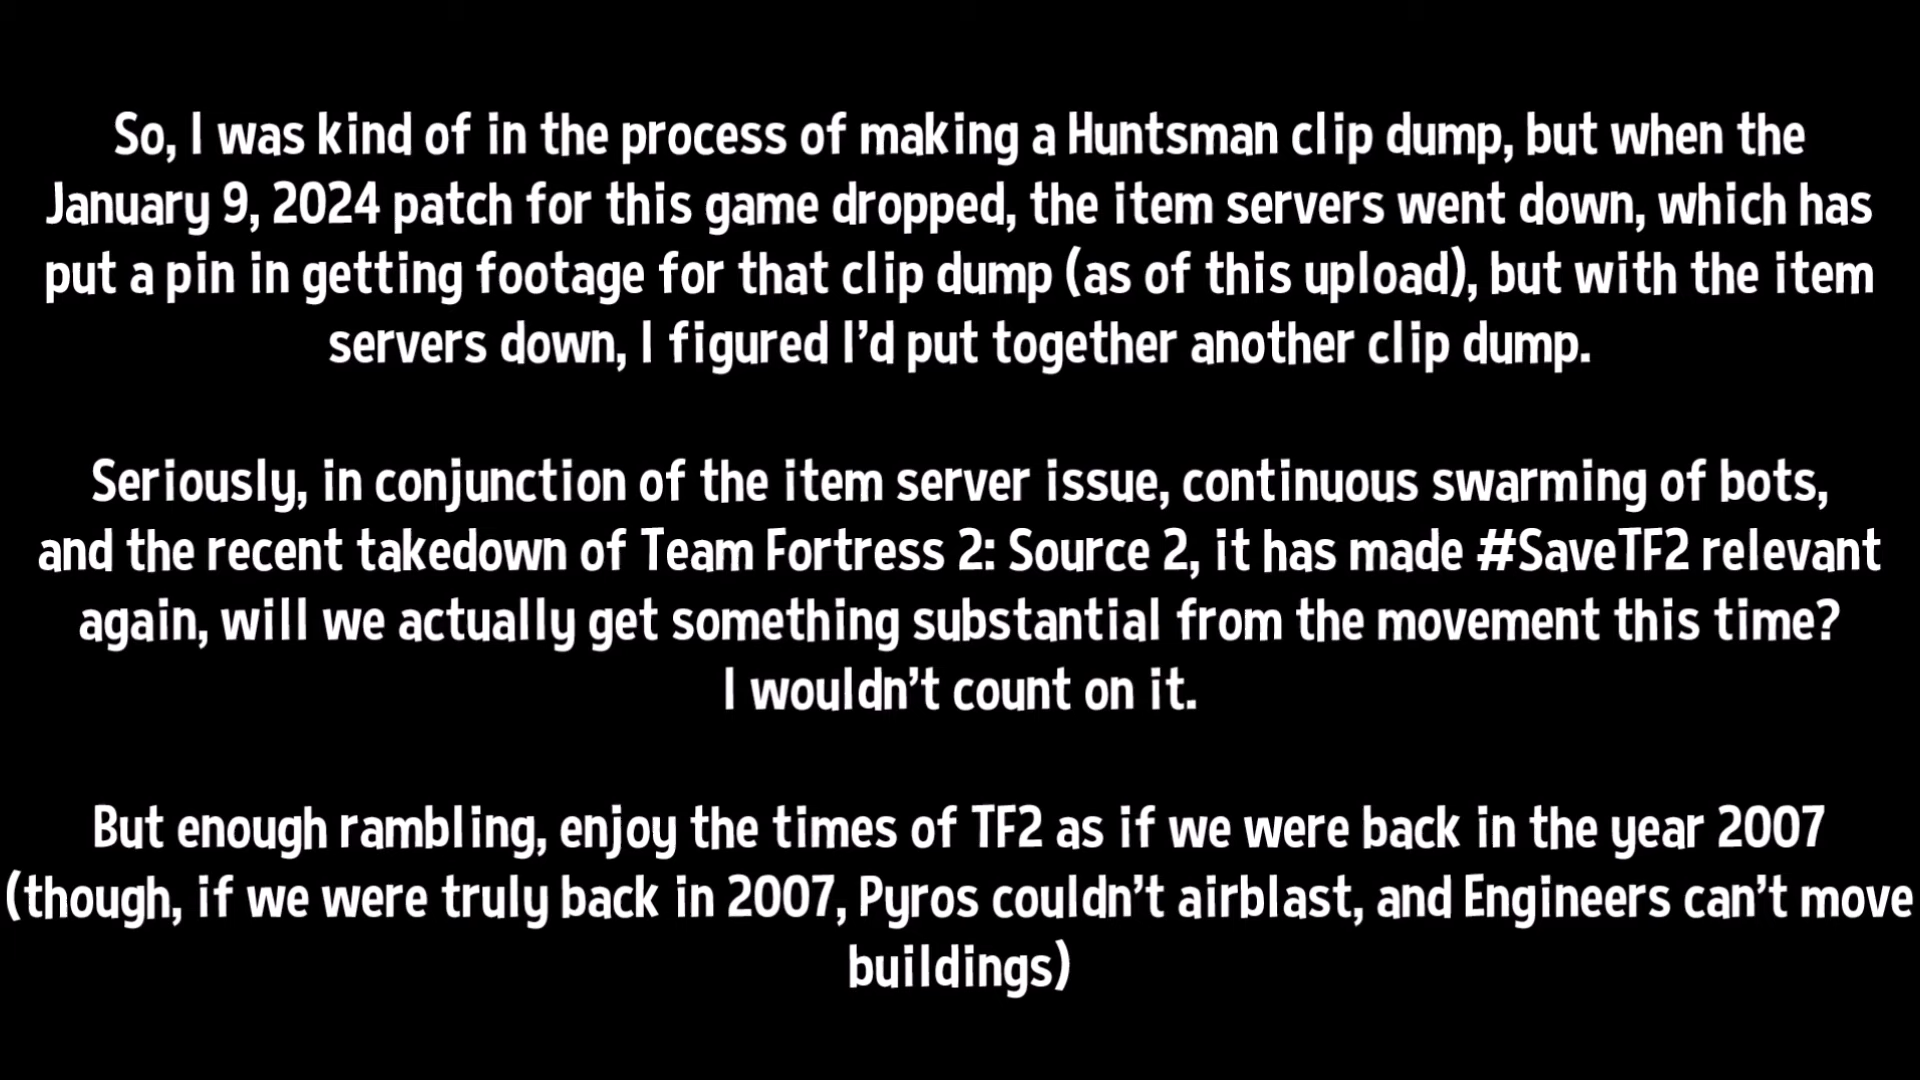 So, I was kind of in the process of making a Huntsman clip dump, but when the
January 9, 2024 patch for this game dropped, the item servers went down, which has
put a pin in getting footage for that clip dump (as of this upload), but with the item
servers down, I figured I'd put together another clip dump.
Seriously, in conjunction of the item server issue, continuous swarming of bots,
and the recent takedown of Team Fortress 2: Source 2, it has made #SaveTF2 relevant
again, will we actually get something substantial from the movement this time?
I wouldn't count on it.
But enough rambling, enjoy the times of TF2 as if we were back in the year 2007
(though, if we were truly back in 2007, Pyros couldn't airblast, and Engineers can't move
buildings)